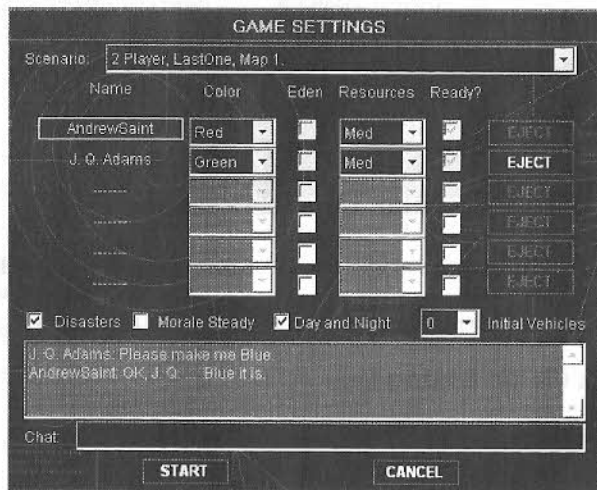 GAME SETTINGS
Scenario: 2 Player, LastOne, Map 1.
Name Color Eden Resources Ready?
AndrewSaint Red Med EJECT
J. Q. Adams Green Med EJECT
------- EJECT
------- EJECT
------- EJECT
------- EJECT
Disasters Morale Steady Day and Night 0 Initial Vehicles
J. Q. Adams: Please make me Blue.
AndrewSaint: OK, J. Q. ... Blue it is.
Chat:
START CANCEL